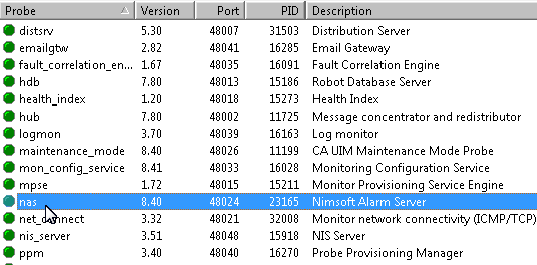 Probe Version Port PID Description
distsrv 5.30 48007 31503 Distribution Server
emailgtw 2.82 48041 16285 Email Gateway
fault_correlation_en... 1.67 48035 16091 Fault Correlation Engine
hdb 7.80 48013 15186 Robot Database Server
health_index 1.20 48018 15273 Health Index
hub 7.80 48002 11725 Message concentrator and redistributor
logmon 3.70 48039 16163 Log monitor
maintenance_mode 8.40 48026 11199 CA UIM Maintenance Mode Probe
mon_config_service 8.41 48033 16028 Monitoring Configuration Service
mpse 1.72 48015 48211 Monitor Provisioning Service Engine
nas 8.40 48024 23165 Nimsoft Alarm Server
net_connect 3.32 48021 32008 Monitor network connectivity (ICMP/TCP)
nis_server 3.51 48048 15918 NIS Server
ppm 3.40 48040 16270 Probe Provisioning Manager